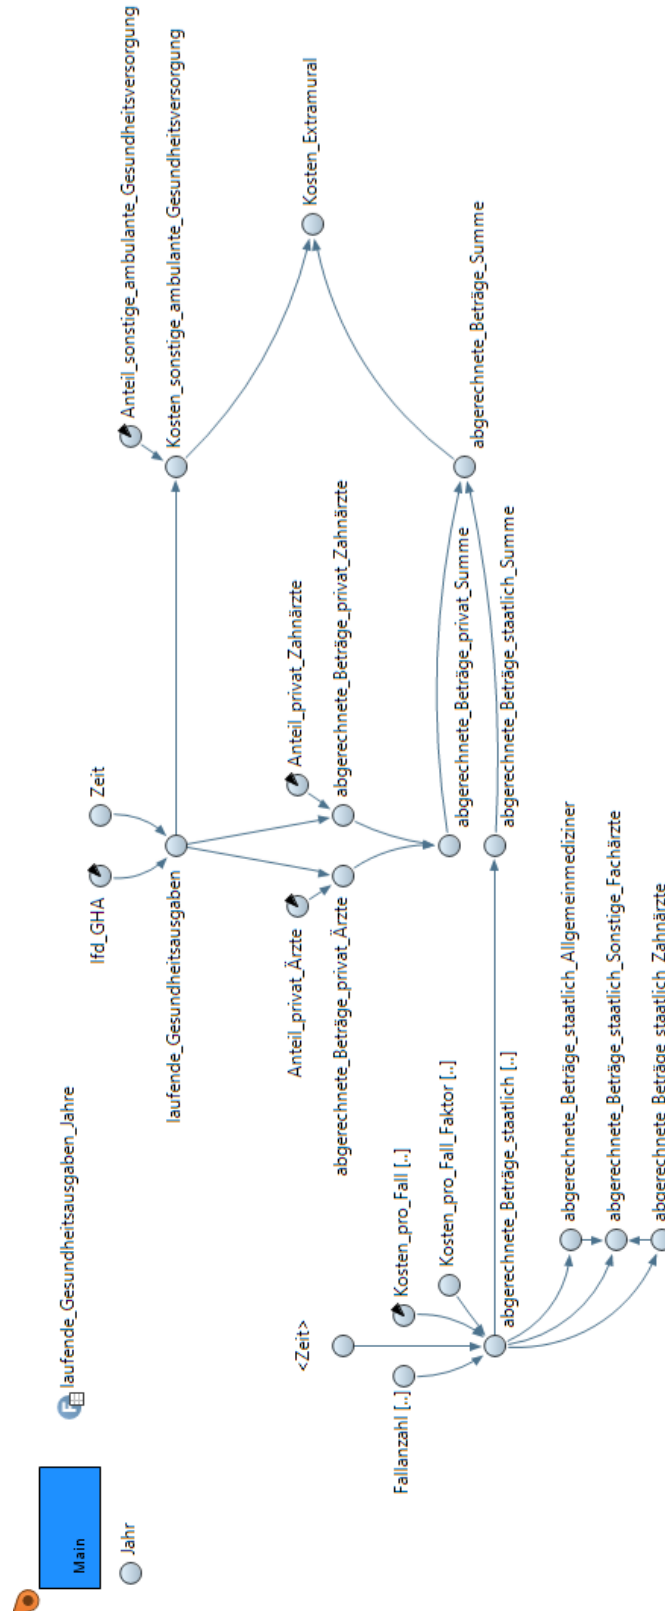 Main
Jahr
laufende_Gesundheitsausgaben_Jahre
lfd_GHA
Zeit
laufende_Gesundheitsausgaben
Anteil_sonstige_ambulante_Gesundheitsversorgung
Kosten_sonstige_ambulante_Gesundheitsversorgung
<Zeit>
Anteil_privat_Ärzte
Anteil_privat_Zahnärzte
abgerechnete_Beträge_privat_Ärzte
abgerechnete_Beträge_privat_Zahnärzte
Kosten_Extramural
Fallanzahl [..]
Kosten_pro_Fall [..]
Kosten_pro_Fall_Faktor [..]
abgerechnete_Beträge_privat_Summe
abgerechnete_Beträge_Summe
abgerechnete_Beträge_staatlich [..]
abgerechnete_Beträge_staatlich_Summe
abgerechnete_Beträge_staatlich_Allgemeinmediziner
abgerechnete_Beträge_staatlich_Sonstige_Fachärzte
abgerechnete_Beträge_staatlich_Zahnärzte